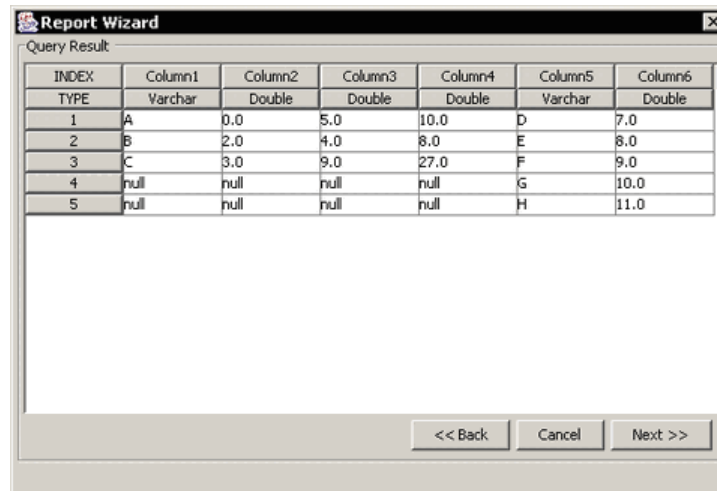 Report Wizard
Query Result
INDEX Column1 Column2 Column3 Column4 Column5 Column6
TYPE Varchar Double Double Double Varchar Double
1 A 0.0 5.0 10.0 D 7.0
2 B 2.0 4.0 8.0 E 8.0
3 C 3.0 9.0 27.0 F 9.0
4 null null null null G 10.0
5 null null null null H 11.0
<< Back Cancel Next >>